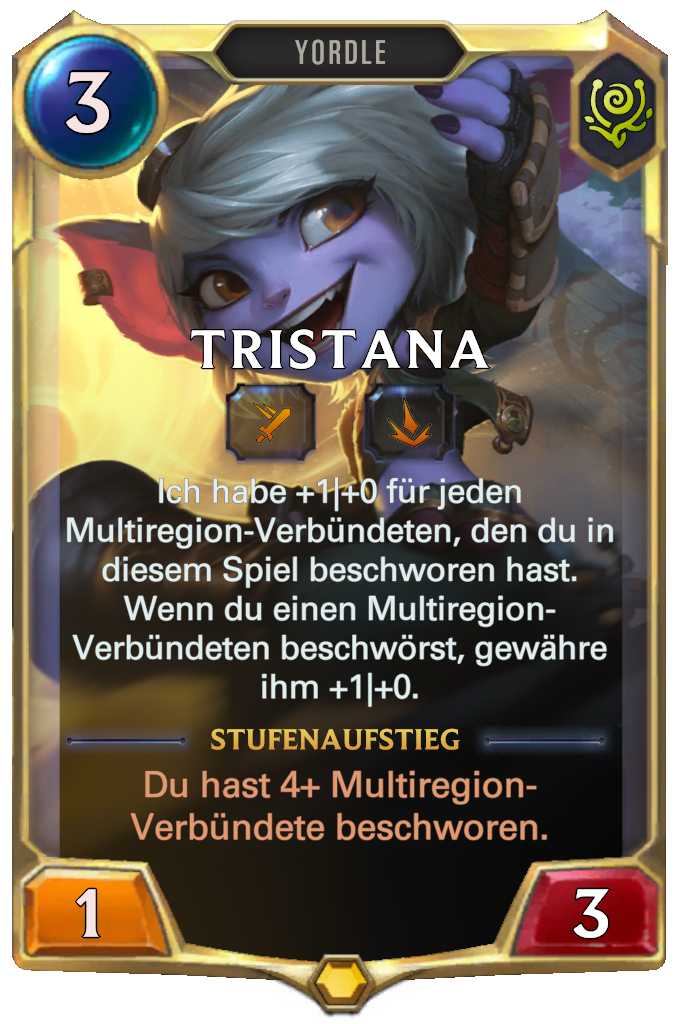 YORDLE
3
TRISTANA
Ich habe +1|+0 für jeden
Multiregion-Verbündeten, den du in
diesem Spiel beschworen hast.
Wenn du einen Multiregion-
Verbündeten beschwörst, gewähre
ihm +1|+0.
STUFENAUFSTIEG
Du hast 4+ Multiregion-
Verbündete beschworen.
1
3